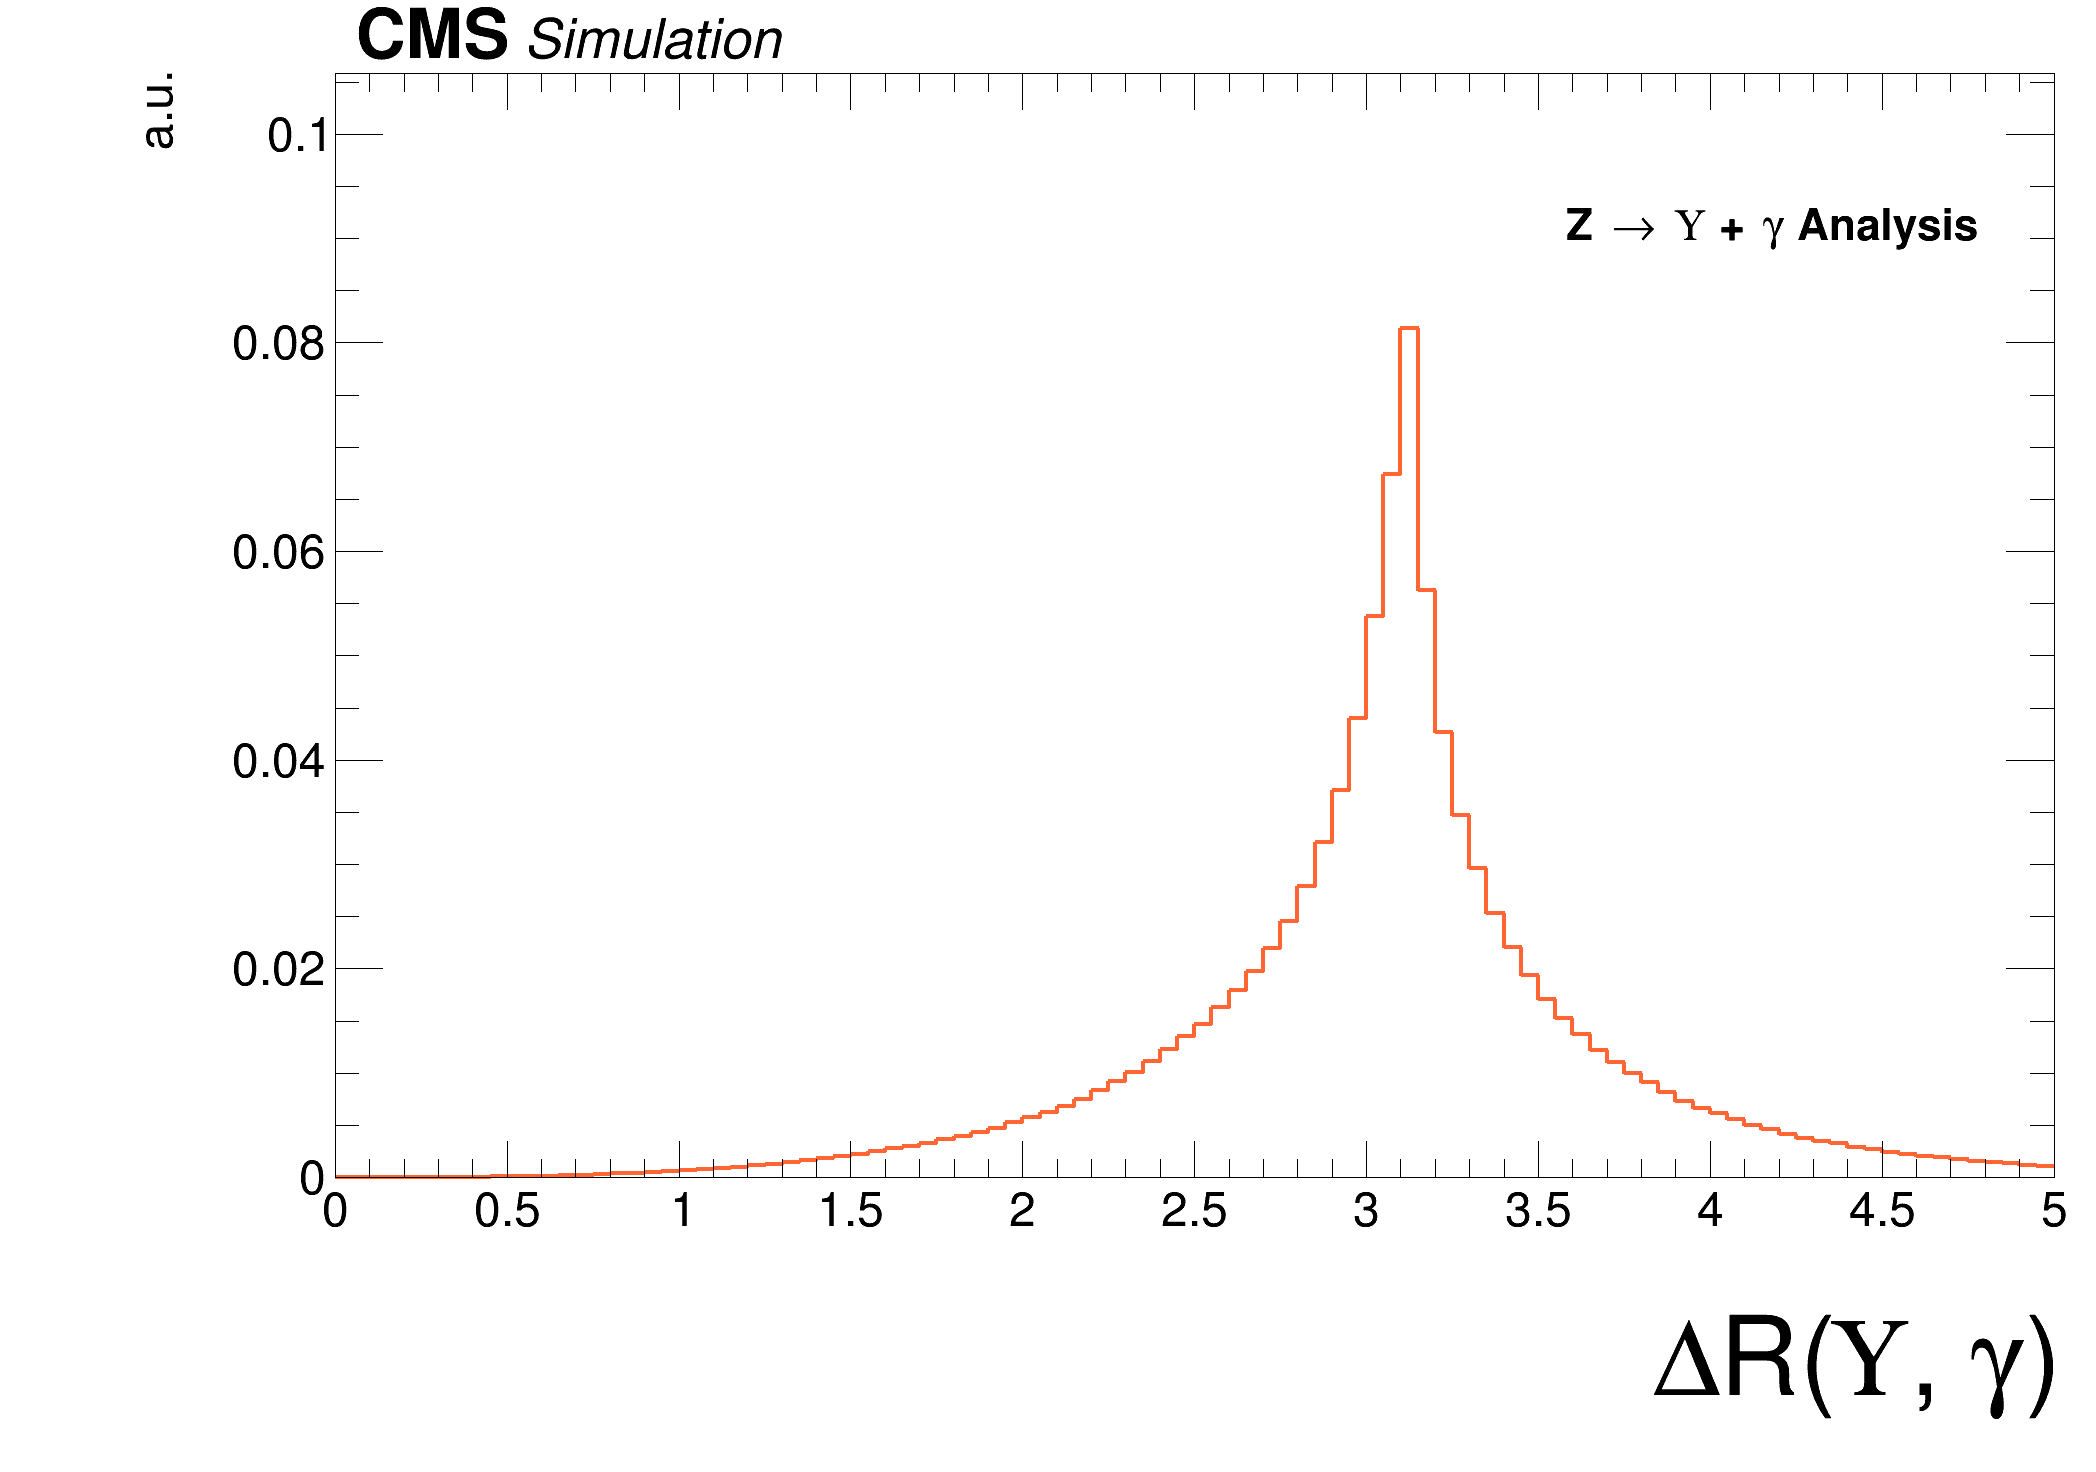 CMS Simulation
a.u.
0.1
Z → Υ + γ Analysis
0.08
0.06
0.04
0.02
0
0 0.5 1 1.5 2 2.5 3 3.5 4 4.5 5
ΔR(Υ, γ)